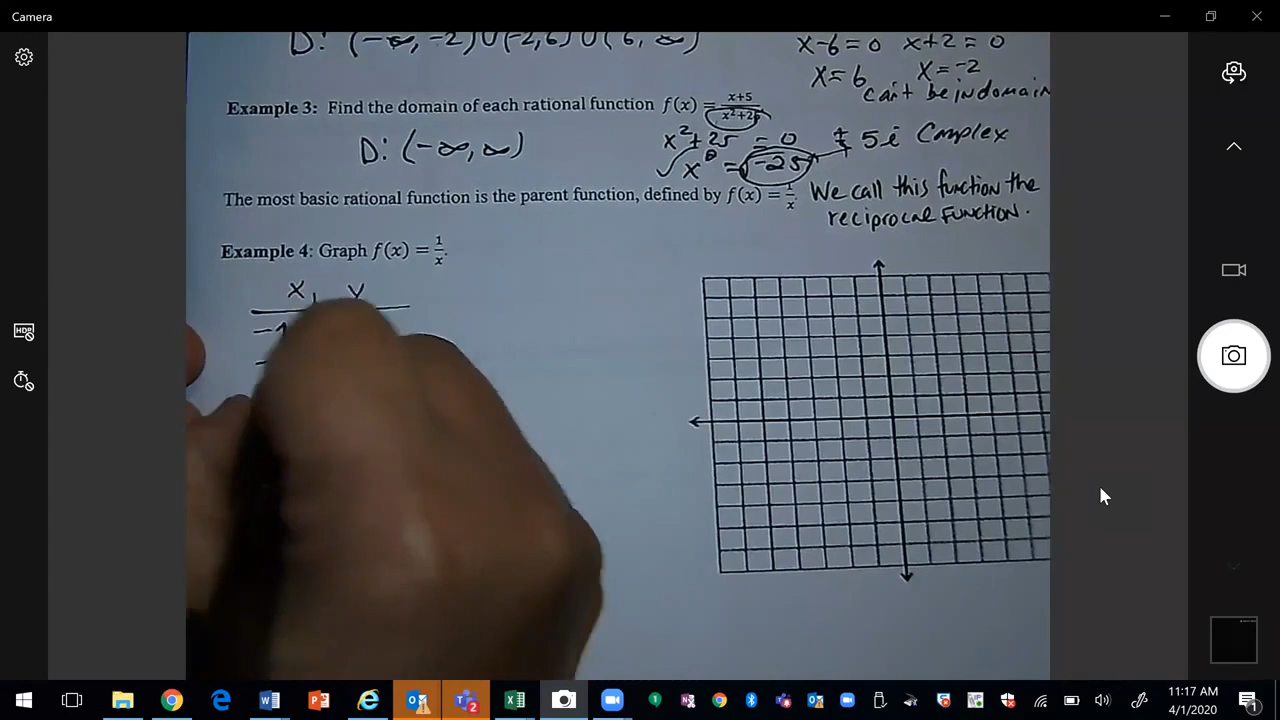 Camera
D: (-∞, -2) ∪ (-2, 6) ∪ (6, ∞)
x-6=0 x+2=0
x=6 x=-2
can't be in domain
Example 3: Find the domain of each rational function f(x) = x+5/x²+25
D: (-∞, ∞)
x²+25 = 0 ± 5i Complex
√x² = √-25
The most basic rational function is the parent function, defined by f(x) = 1/x.
We call this function the
reciprocal FUNCTION.
Example 4: Graph f(x) = 1/x.
x y
HDR
11:17 AM
4/1/2020